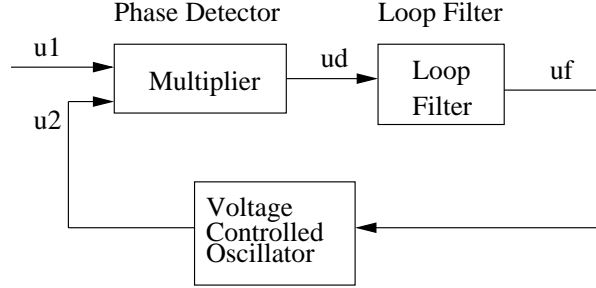 Phase Detector
Loop Filter
u1
Multiplier
ud
Loop
Filter
uf
u2
Voltage
Controlled
Oscillator